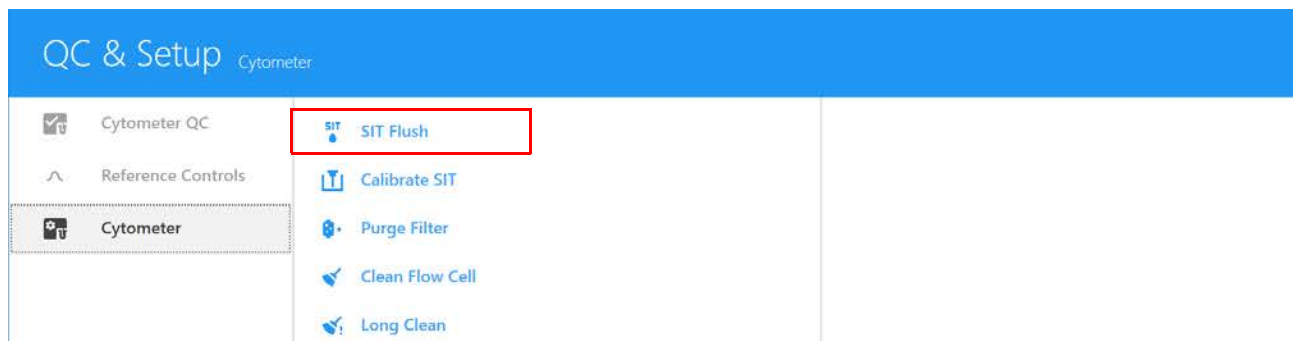 QC & Setup Cytometer
Cytometer QC
Reference Controls
Cytometer
SIT SIT Flush
Calibrate SIT
Purge Filter
Clean Flow Cell
Long Clean